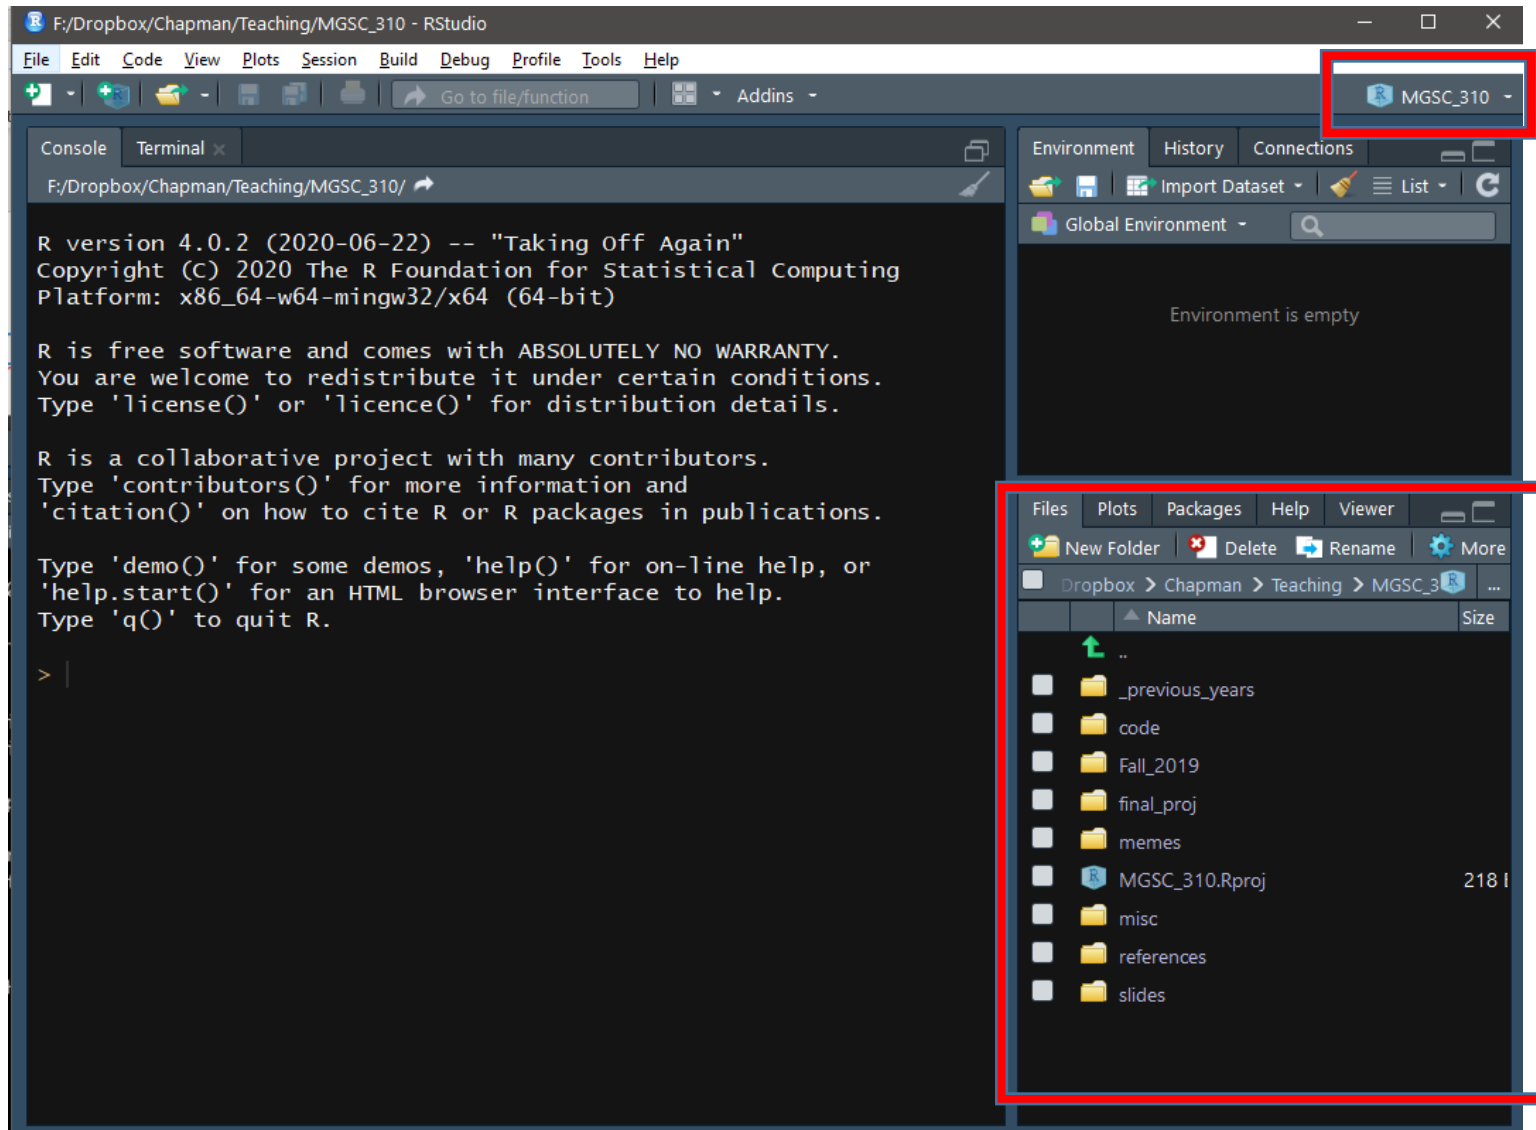 F:/Dropbox/Chapman/Teaching/MGSC_310 - RStudio
File Edit Code View Plots Session Build Debug Profile Tools Help
Go to file/function Addins
MGSC_310
Console Terminal
F:/Dropbox/Chapman/Teaching/MGSC_310/
R version 4.0.2 (2020-06-22) -- "Taking Off Again"
Copyright (C) 2020 The R Foundation for Statistical Computing
Platform: x86_64-w64-mingw32/x64 (64-bit)
R is free software and comes with ABSOLUTELY NO WARRANTY.
You are welcome to redistribute it under certain conditions.
Type 'license()' or 'licence()' for distribution details.
R is a collaborative project with many contributors.
Type 'contributors()' for more information and
'citation()' on how to cite R or R packages in publications.
Type 'demo()' for some demos, 'help()' for on-line help, or
'help.start()' for an HTML browser interface to help.
Type 'q()' to quit R.
>
Environment History Connections
Import Dataset List
Global Environment
Environment is empty
Files Plots Packages Help Viewer
New Folder Delete Rename More
Dropbox > Chapman > Teaching > MGSC_3 ...
Name Size
..
_previous_years
code
Fall_2019
final_proj
memes
MGSC_310.Rproj 218
misc
references
slides